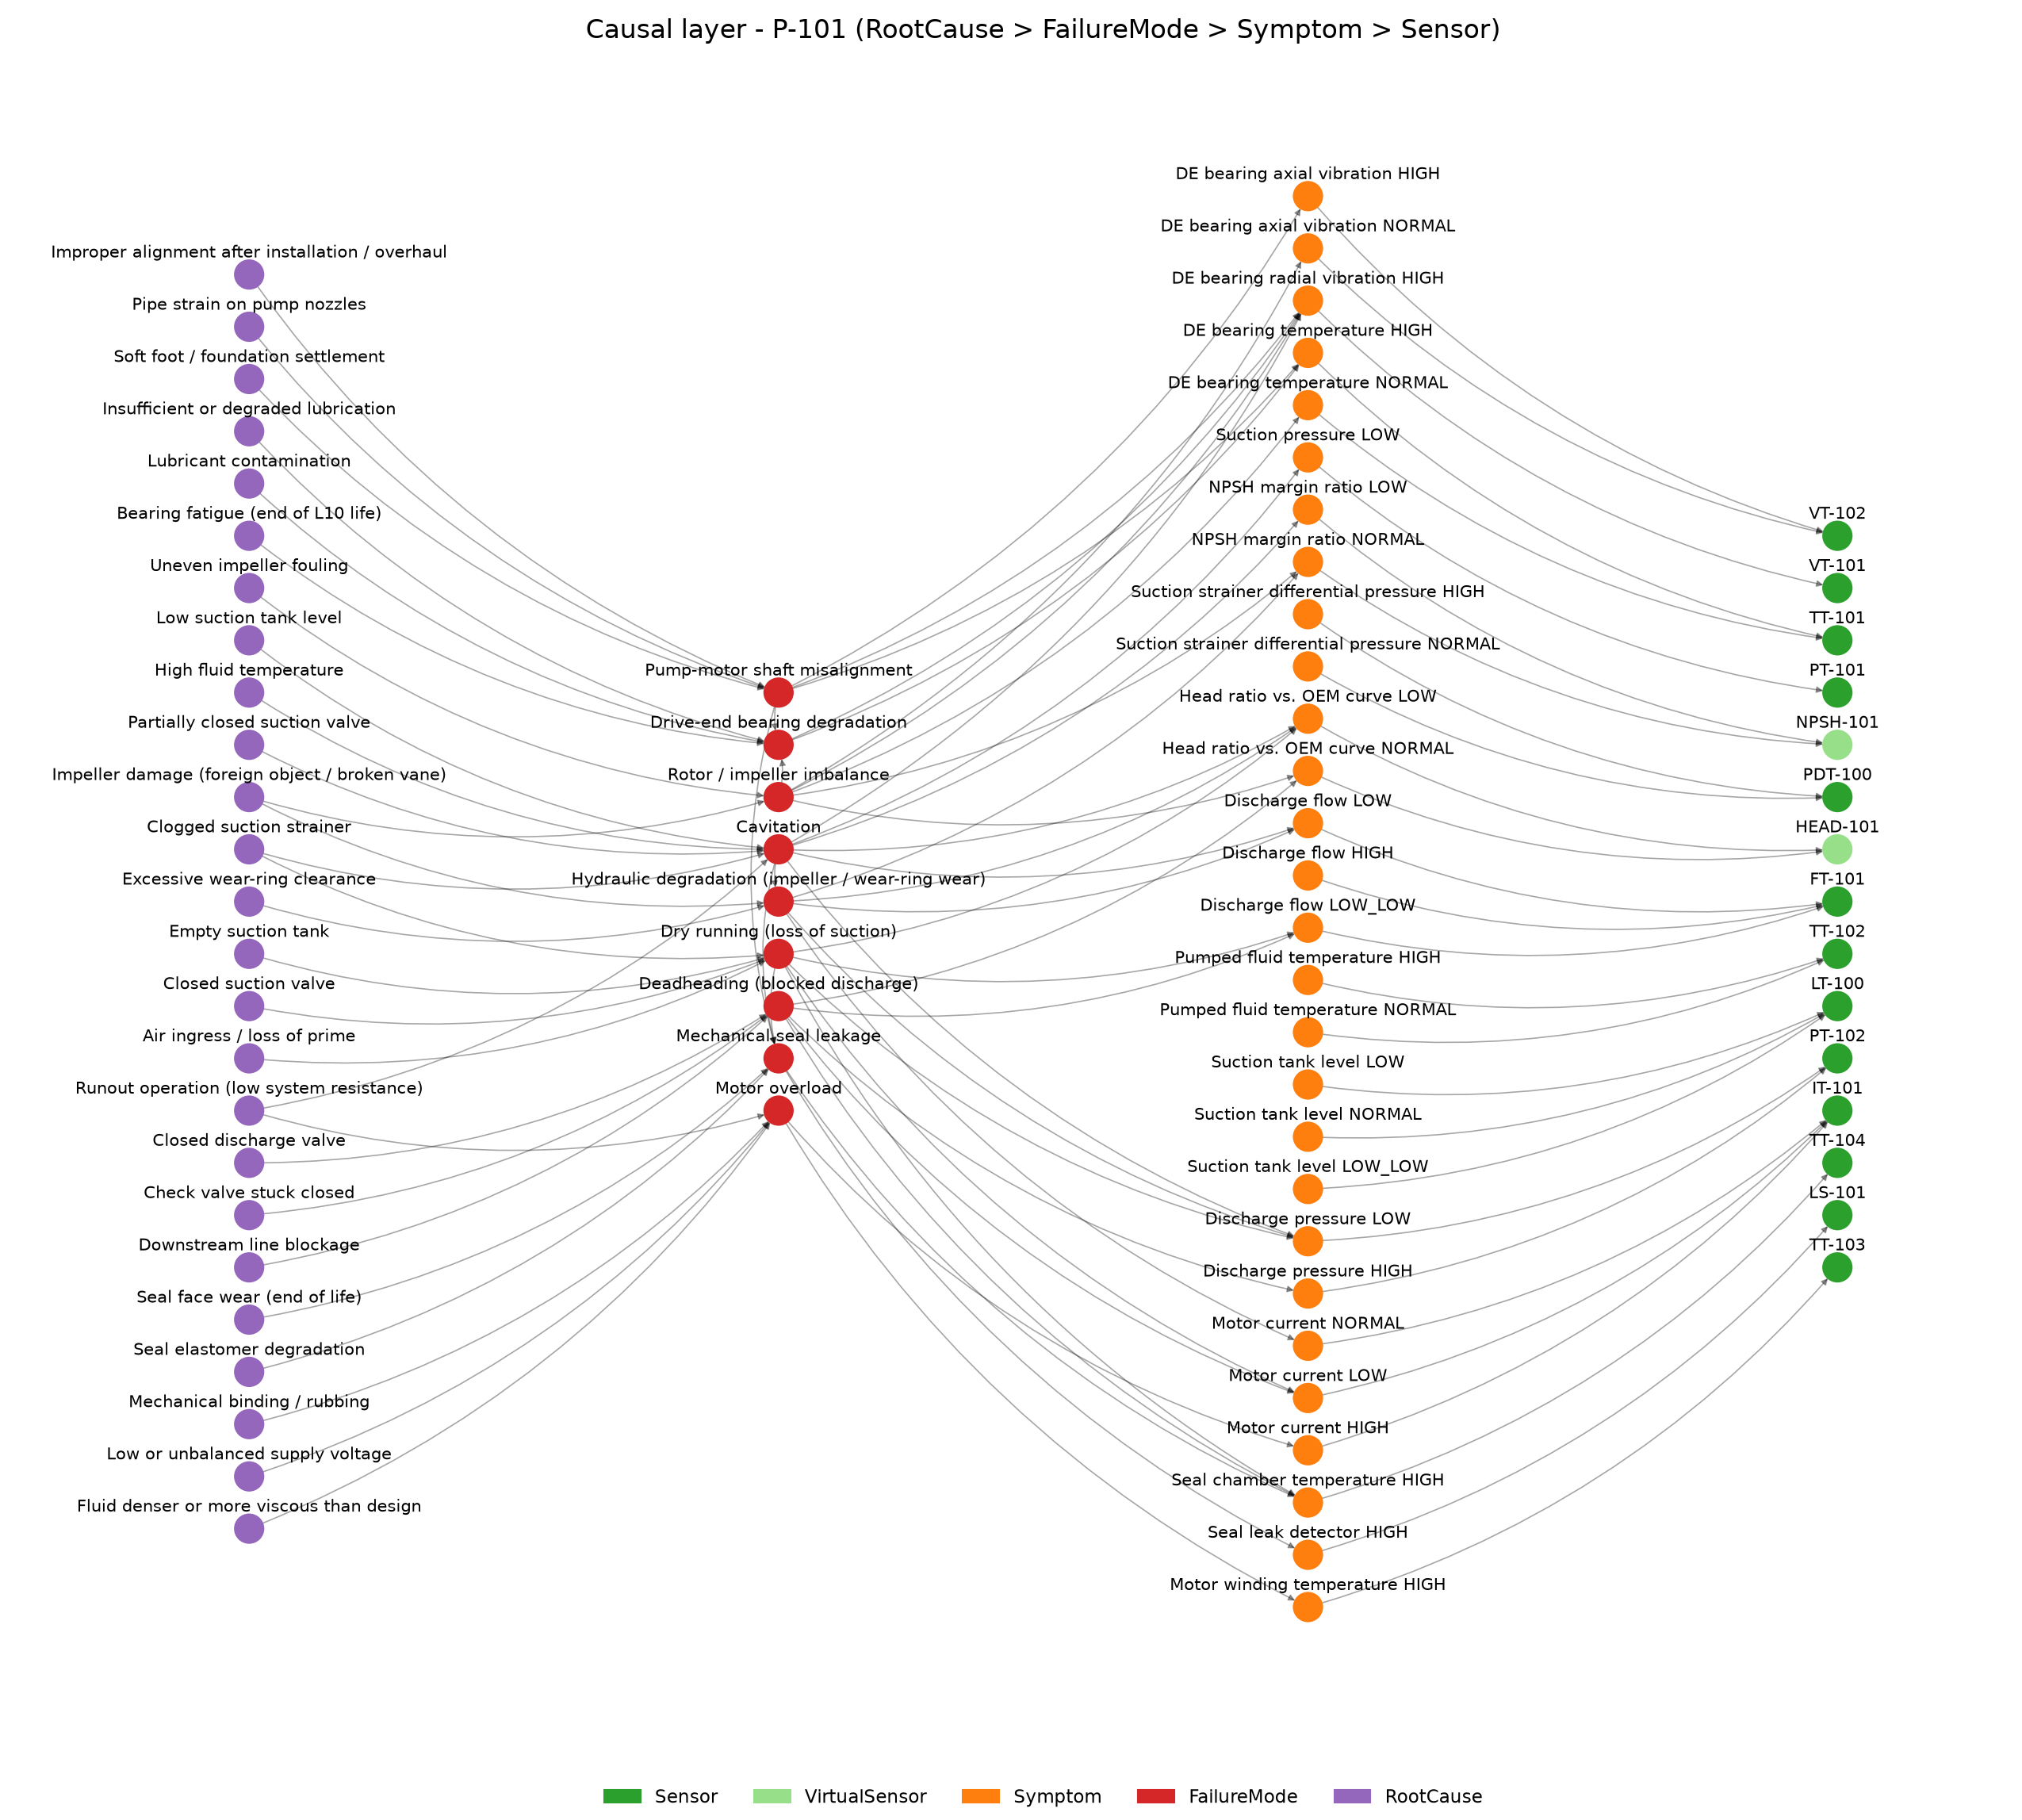 Causal layer - P-101 (RootCause > FailureMode > Symptom > Sensor)
Improper alignment after installation / overhaul
Pipe strain on pump nozzles
Soft foot / foundation settlement
Insufficient or degraded lubrication
Lubricant contamination
Bearing fatigue (end of L10 life)
Uneven impeller fouling
Low suction tank level
High fluid temperature
Partially closed suction valve
Impeller damage (foreign object / broken vane)
Clogged suction strainer
Excessive wear-ring clearance
Empty suction tank
Closed suction valve
Air ingress / loss of prime
Runout operation (low system resistance)
Closed discharge valve
Check valve stuck closed
Downstream line blockage
Seal face wear (end of life)
Seal elastomer degradation
Mechanical binding / rubbing
Low or unbalanced supply voltage
Fluid denser or more viscous than design
Pump-motor shaft misalignment
Drive-end bearing degradation
Rotor / impeller imbalance
Cavitation
Hydraulic degradation (impeller / wear-ring wear)
Dry running (loss of suction)
Deadheading (blocked discharge)
Mechanical seal leakage
Motor overload
DE bearing axial vibration HIGH
DE bearing axial vibration NORMAL
DE bearing radial vibration HIGH
DE bearing temperature HIGH
DE bearing temperature NORMAL
Suction pressure LOW
NPSH margin ratio LOW
NPSH margin ratio NORMAL
Suction strainer differential pressure HIGH
Suction strainer differential pressure NORMAL
Head ratio vs. OEM curve LOW
Head ratio vs. OEM curve NORMAL
Discharge flow LOW
Discharge flow HIGH
Discharge flow LOW_LOW
Pumped fluid temperature HIGH
Pumped fluid temperature NORMAL
Suction tank level LOW
Suction tank level NORMAL
Suction tank level LOW_LOW
Discharge pressure LOW
Discharge pressure HIGH
Motor current NORMAL
Motor current LOW
Motor current HIGH
Seal chamber temperature HIGH
Seal leak detector HIGH
Motor winding temperature HIGH
VT-102
VT-101
TT-101
PT-101
NPSH-101
PDT-100
HEAD-101
FT-101
TT-102
LT-100
PT-102
IT-101
TT-104
LS-101
TT-103
Sensor
VirtualSensor
Symptom
FailureMode
RootCause